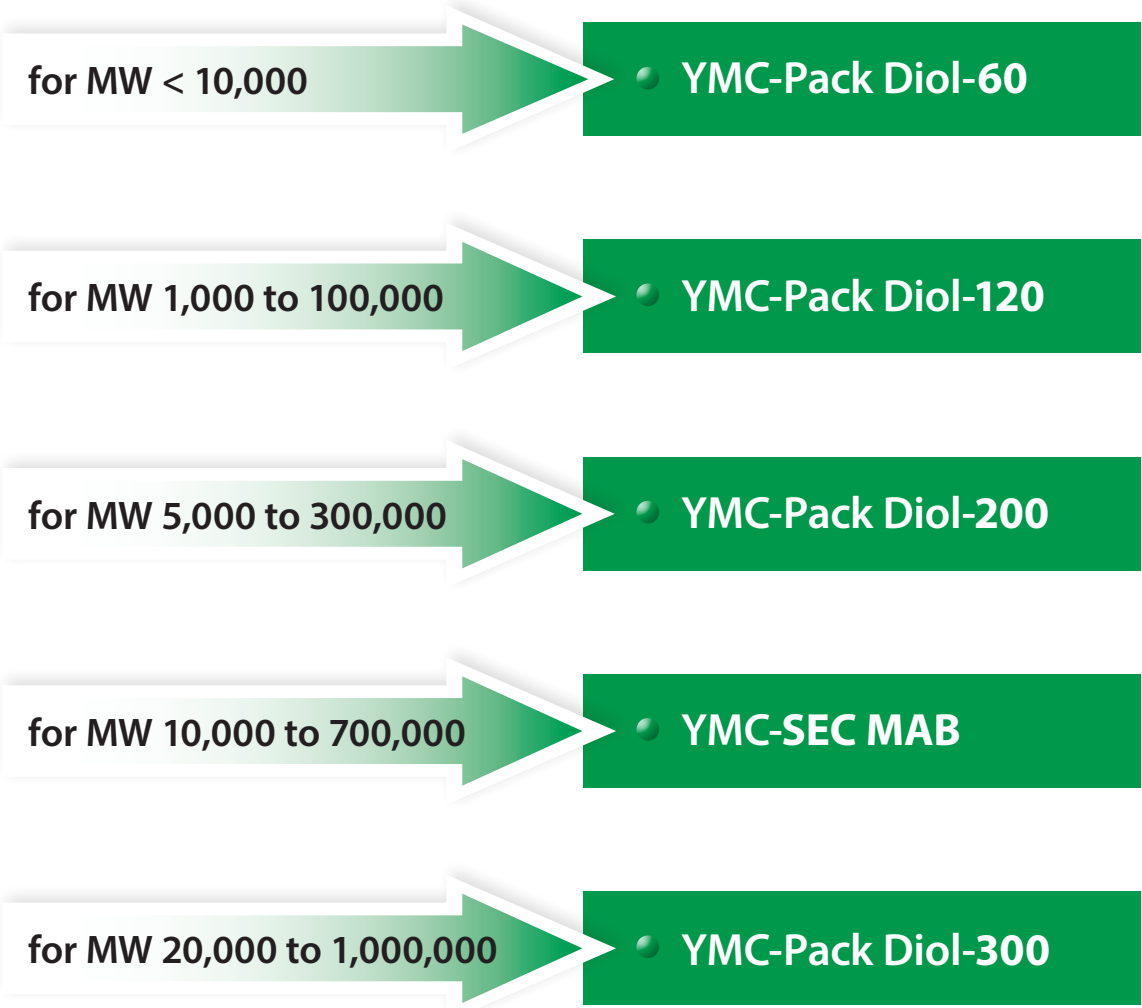 for MW < 10,000
YMC-Pack Diol-60
for MW 1,000 to 100,000
YMC-Pack Diol-120
for MW 5,000 to 300,000
YMC-Pack Diol-200
for MW 10,000 to 700,000
YMC-SEC MAB
for MW 20,000 to 1,000,000
YMC-Pack Diol-300